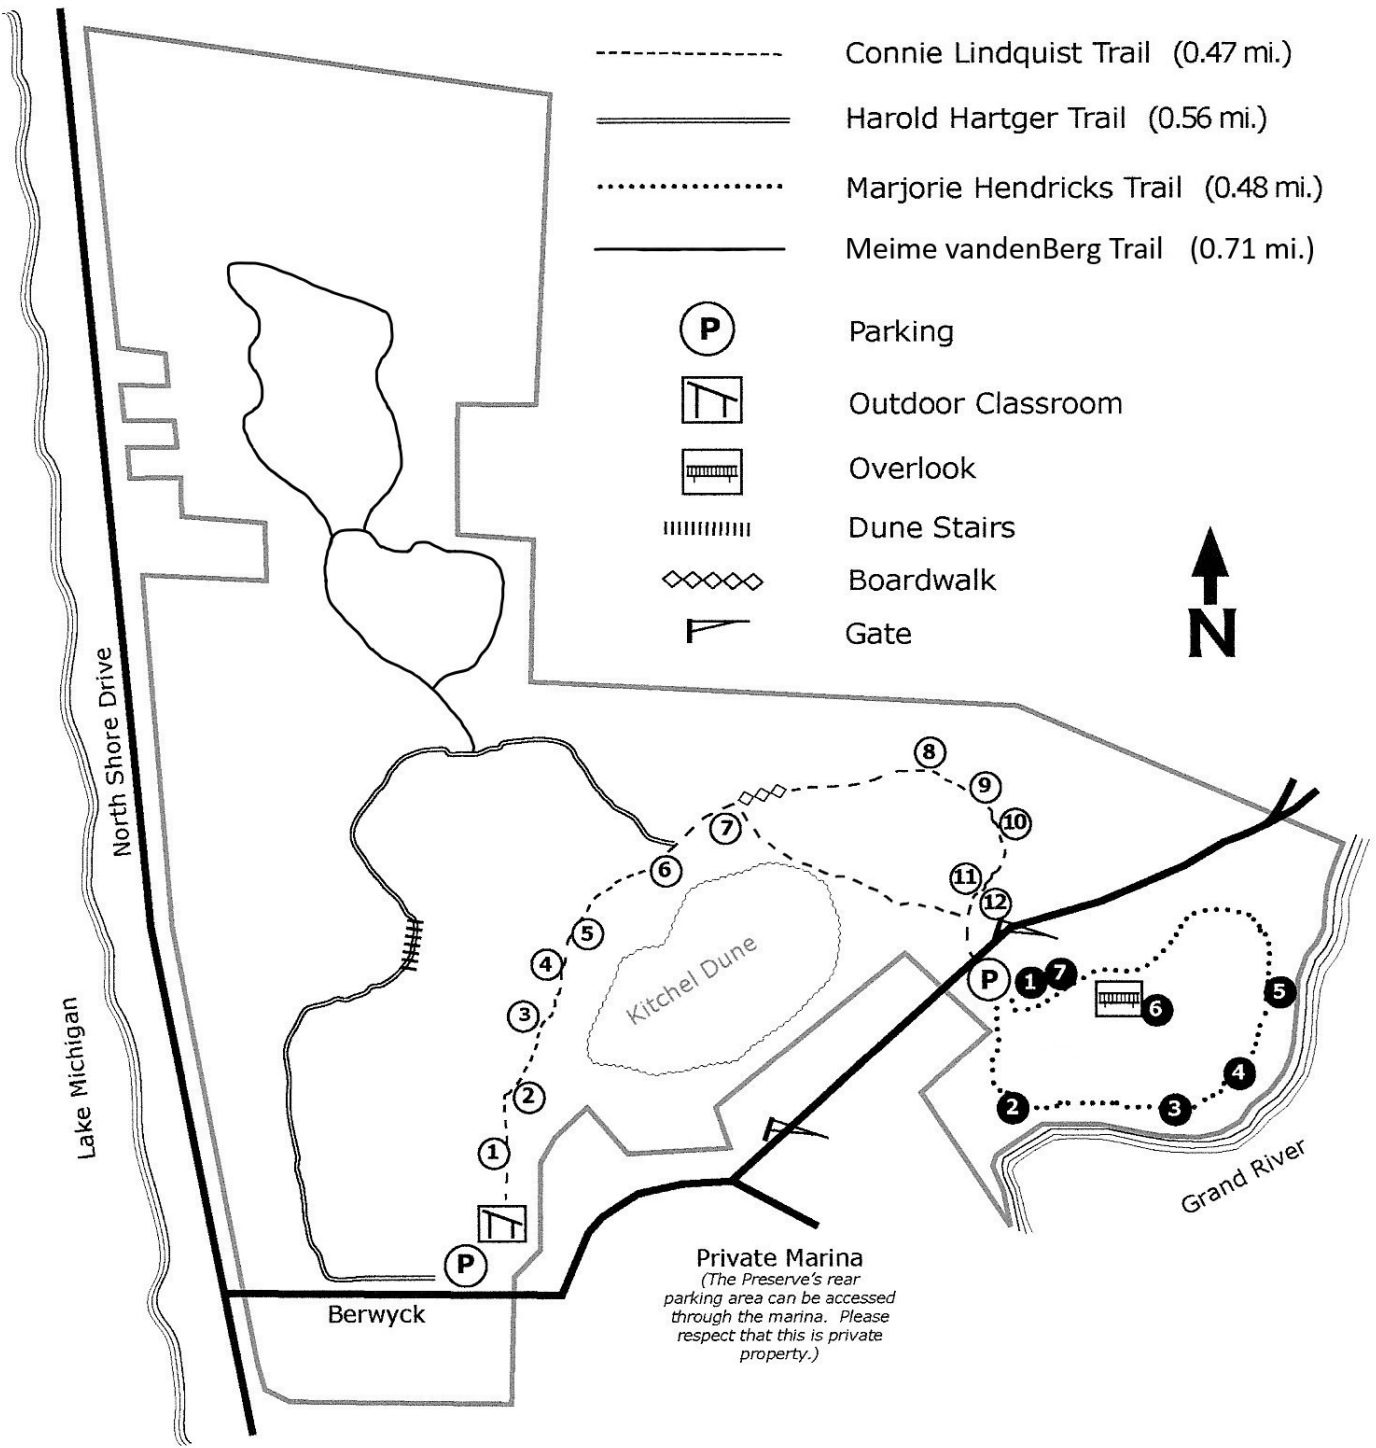 Connie Lindquist Trail (0.47 mi.)
Harold Hartger Trail (0.56 mi.)
Marjorie Hendricks Trail (0.48 mi.)
Meime vandenBerg Trail (0.71 mi.)
P Parking
Outdoor Classroom
Overlook
Dune Stairs
Boardwalk
Gate
N
North Shore Drive
Lake Michigan
8
9
7
10
6
11
12
5
4
Kitchel Dune
3
2
1
P
P
1
7
6
5
4
3
2
Grand River
Berwyck
Private Marina
(The Preserve's rear
parking area can be accessed
through the marina. Please
respect that this is private
property.)